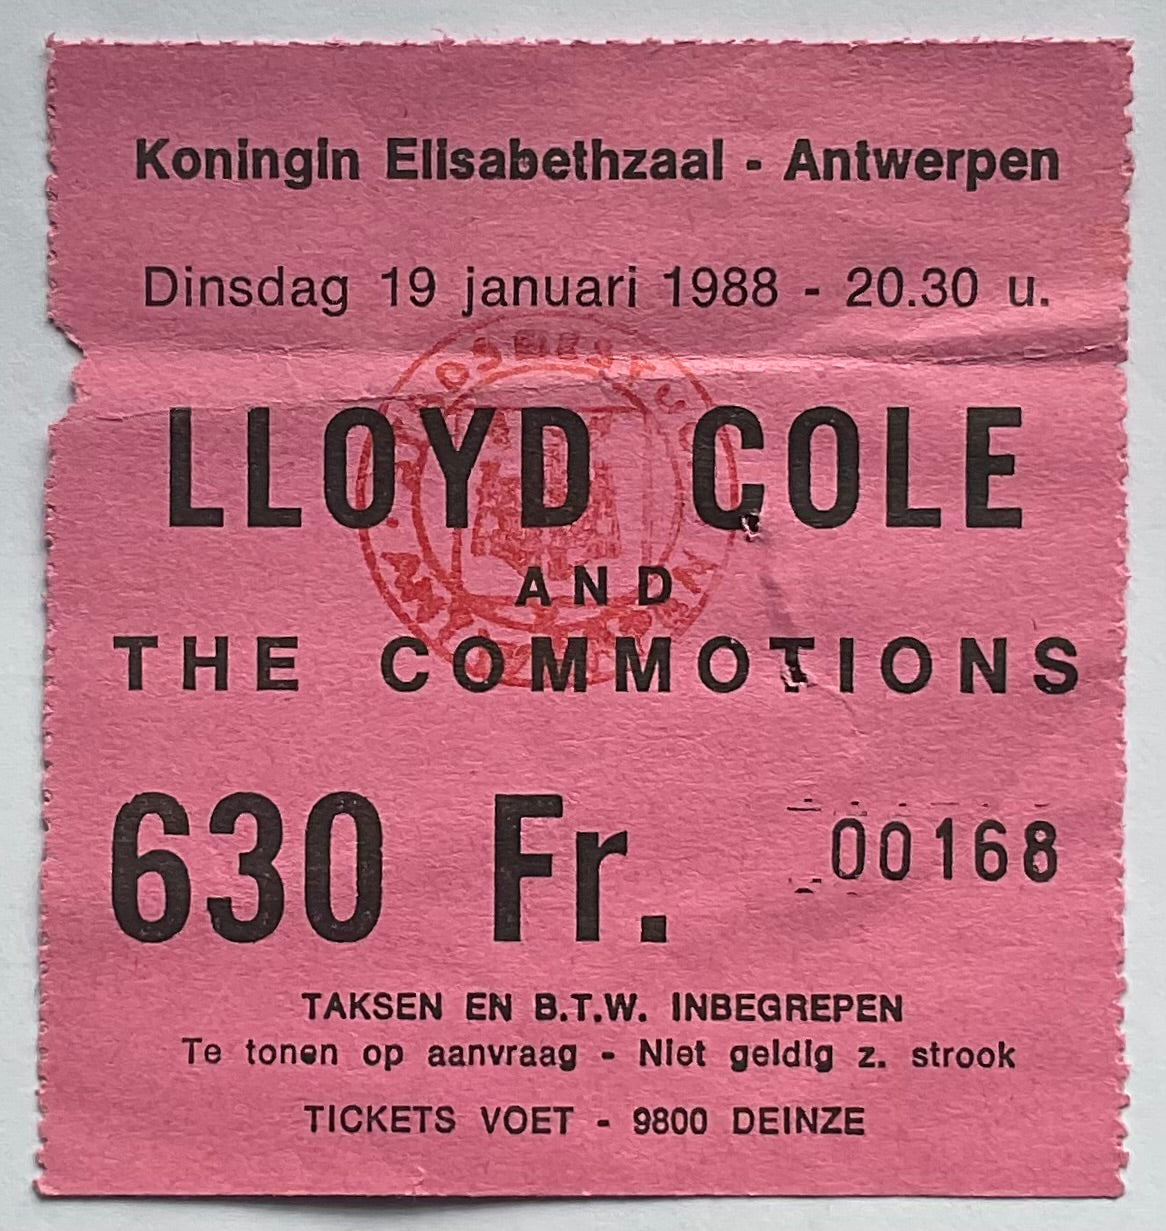 Koningin Elisabethzaal - Antwerpen
Dinsdag 19 januari 1988 - 20.30 u.
LLOYD COLE
AND
THE COMMOTIONS
630 Fr.
00168
TAKSEN EN B.T.W. INBEGREPEN
Te tonen op aanvraag - Niet geldig z. strook
TICKETS VOET - 9800 DEINZE